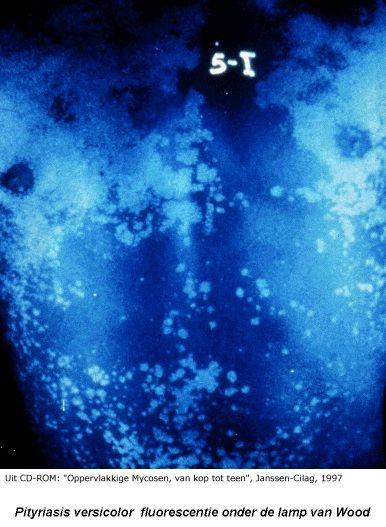 5-I
Uit CD-ROM: "Oppervlakkige Mycosen, van kop tot teen", Janssen-Cilag, 1997
Pityriasis versicolor fluorescentie onder de lamp van Wood